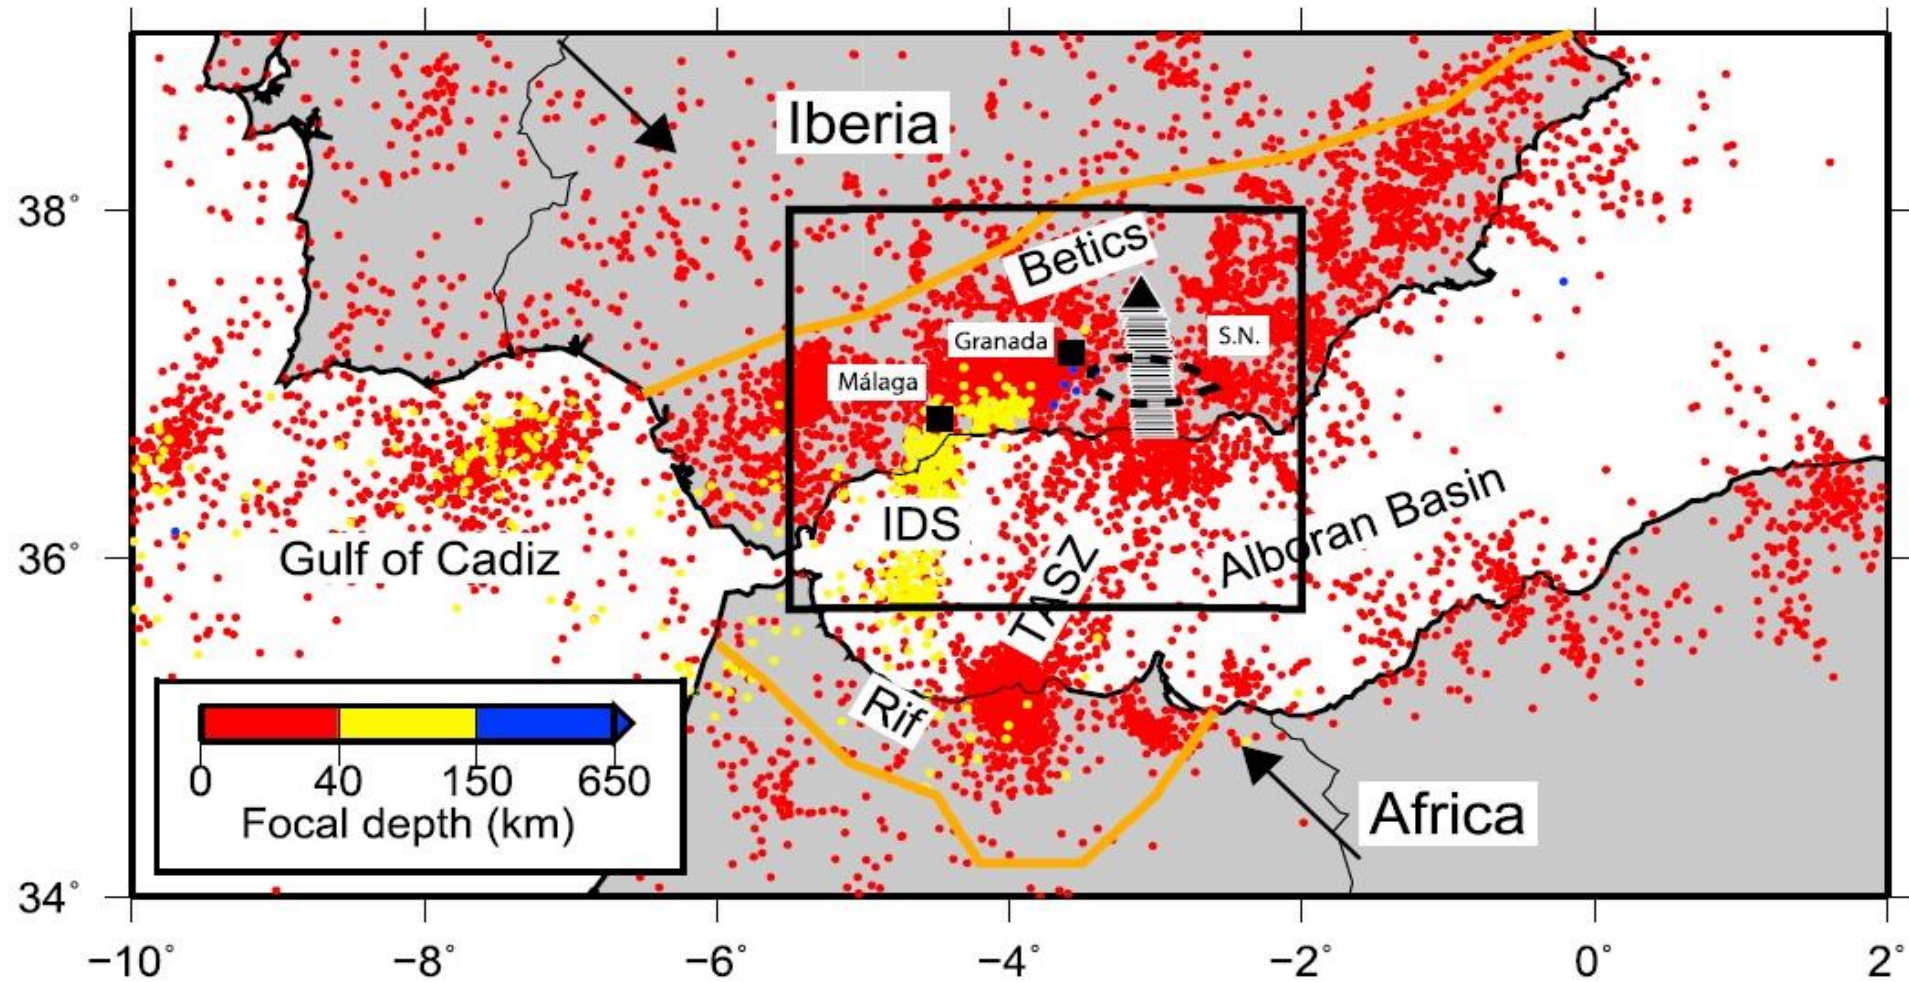 Iberia
38°
Betics
Granada
S.N.
Málaga
IDS
Alboran Basin
36°
Gulf of Cadiz
TASZ
Rif
0 40 150 650
Focal depth (km)
Africa
34°
−10° −8° −6° −4° −2° 0° 2°